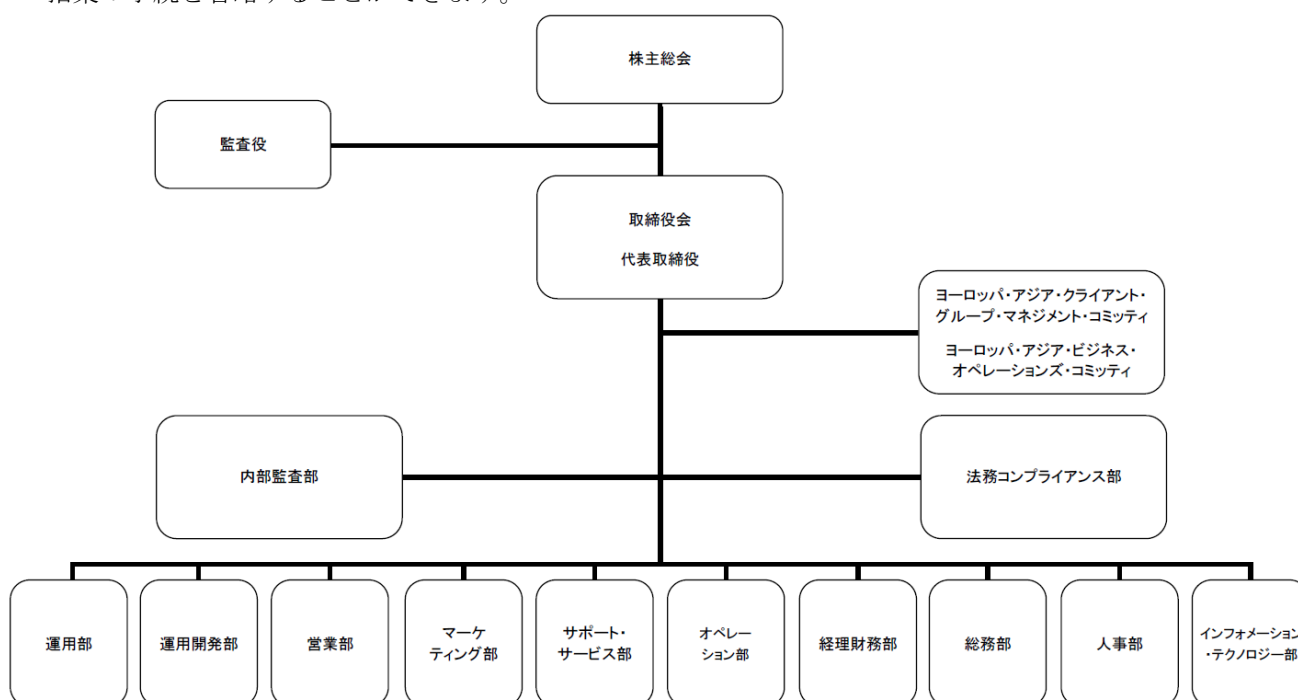 株主総会
監査役
取締役会
代表取締役
ヨーロッパ・アジア・クライアント・
グループ・マネジメント・コミッティ
ヨーロッパ・アジア・ビジネス・
オペレーションズ・コミッティ
内部監査部
法務コンプライアンス部
運用部
運用開発部
営業部
マーケ
ティング部
サポート・
サービス部
オペレー
ション部
経理財務部
総務部
人事部
インフォメーション
・テクノロジー部